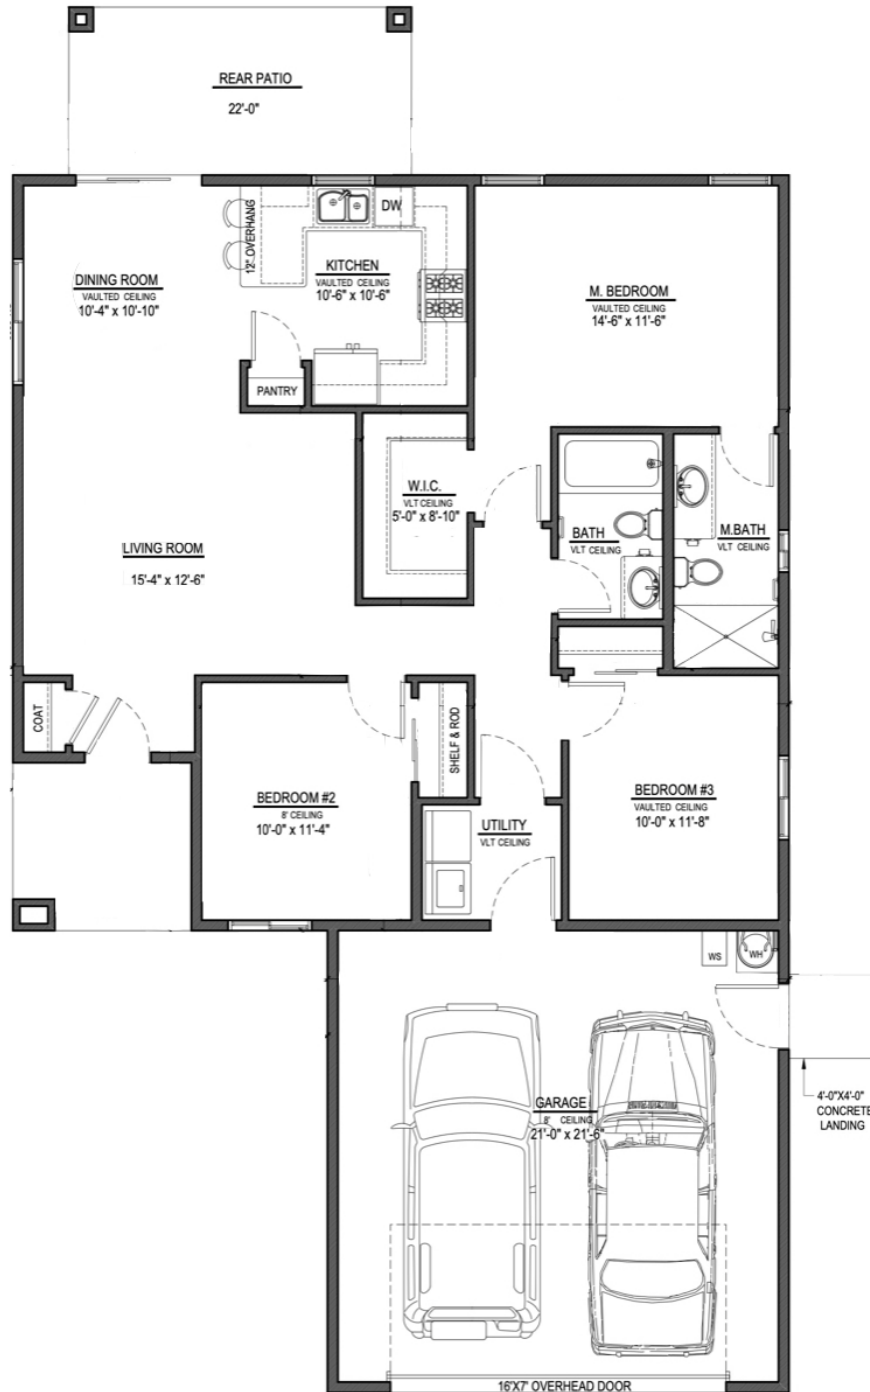 REAR PATIO
22'-0"
12" OVERHANG
DW
KITCHEN
VAULTED CEILING
10'-6" x 10'-6"
DINING ROOM
VAULTED CEILING
10'-4" x 10'-10"
M. BEDROOM
VAULTED CEILING
14'-6" x 11'-6"
PANTRY
W.I.C.
VLT CEILING
5'-0" x 8'-10"
BATH
VLT CEILING
M.BATH
VLT CEILING
LIVING ROOM
15'-4" x 12'-6"
COAT
SHELF & ROD
BEDROOM #2
8' CEILING
10'-0" x 11'-4"
UTILITY
VLT CEILING
BEDROOM #3
VAULTED CEILING
10'-0" x 11'-8"
WS
WH
GARAGE
8' CEILING
21'-0" x 21'-6"
4'-0"X4'-0"
CONCRETE
LANDING
16'X7' OVERHEAD DOOR